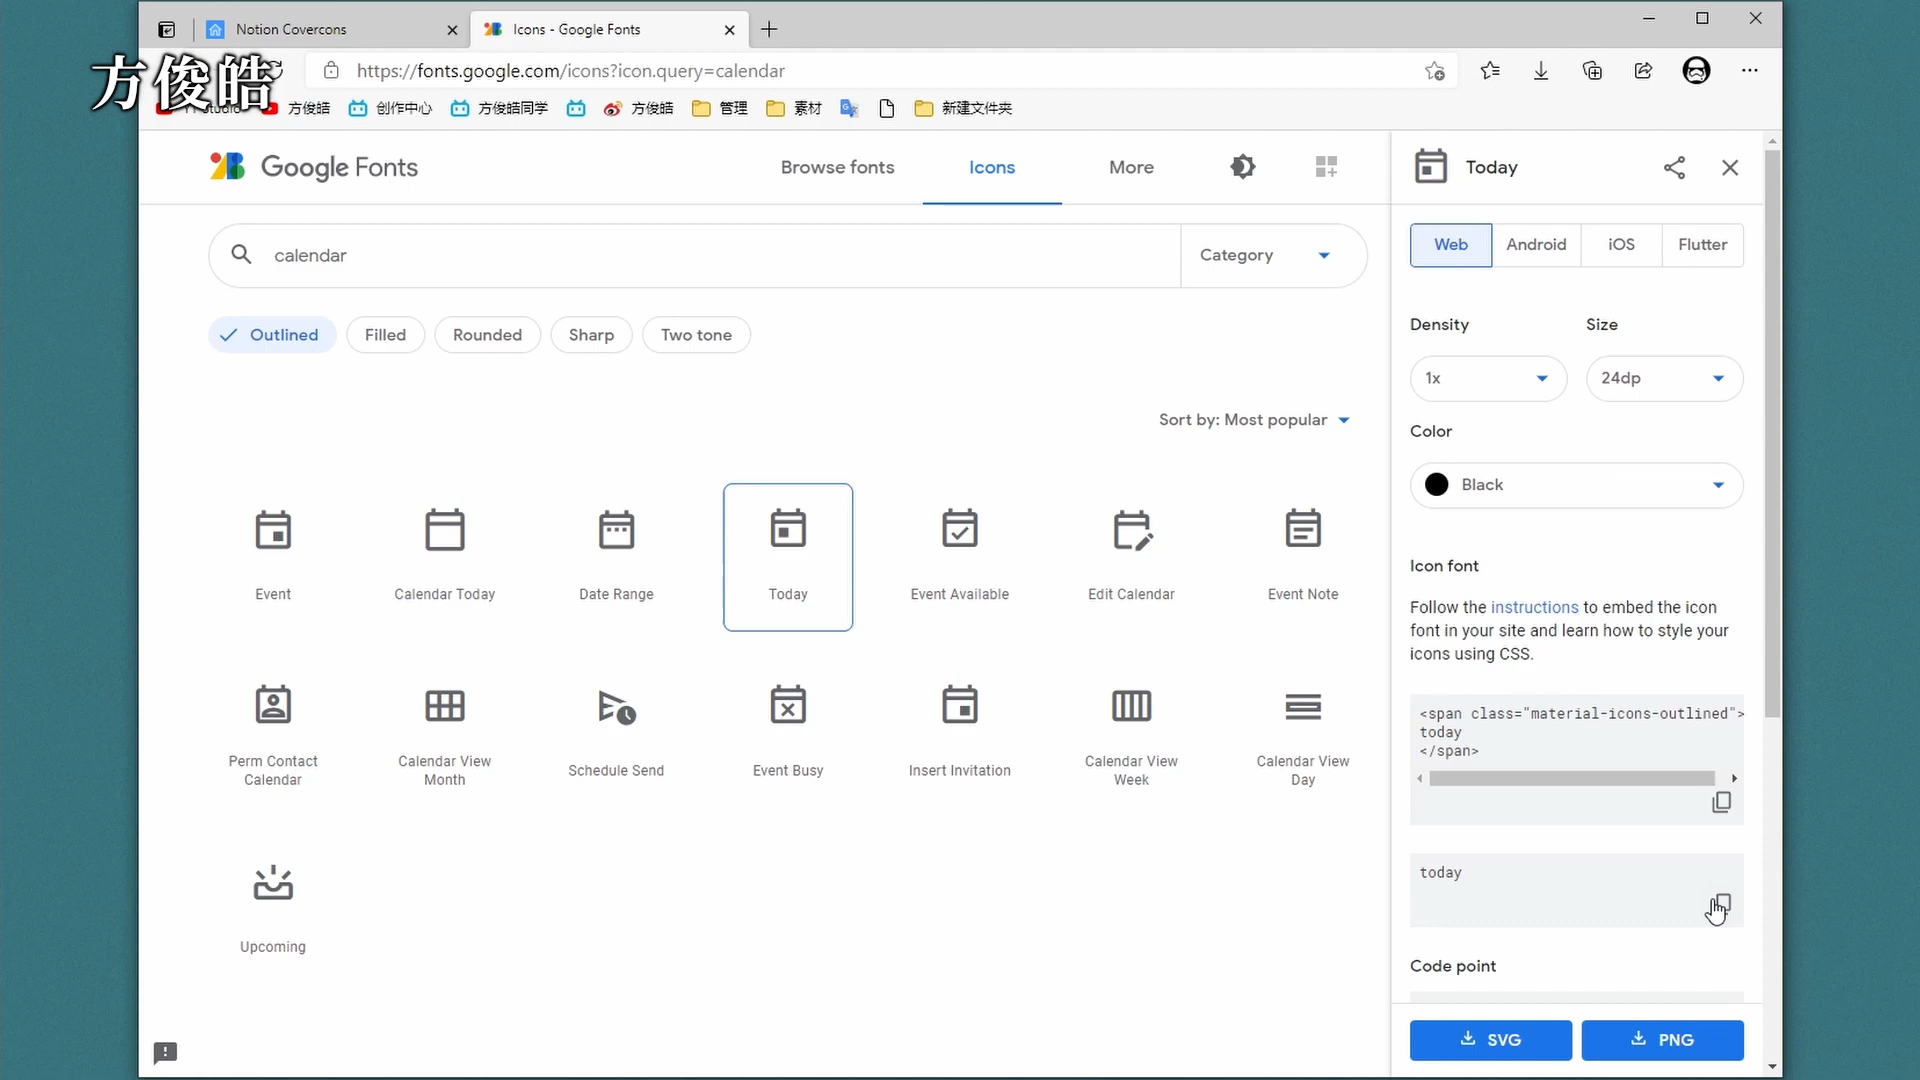 Notion Covercons
Icons - Google Fonts
方俊皓
https://fonts.google.com/icons?icon.query=calendar
方俊皓
创作中心
方俊皓同学
方俊皓
管理
素材
新建文件夹
Google Fonts
Browse fonts
Icons
More
Today
calendar
Category
Web
Android
iOS
Flutter
Outlined
Filled
Rounded
Sharp
Two tone
Density
Size
1x
24dp
Sort by: Most popular
Color
Black
Event
Calendar Today
Date Range
Today
Event Available
Edit Calendar
Event Note
Icon font
Follow the instructions to embed the icon
font in your site and learn how to style your
icons using CSS.
<span class="material-icons-outlined">
today
</span>
Perm Contact
Calendar
Calendar View
Month
Schedule Send
Event Busy
Insert Invitation
Calendar View
Week
Calendar View
Day
today
Upcoming
Code point
SVG
PNG